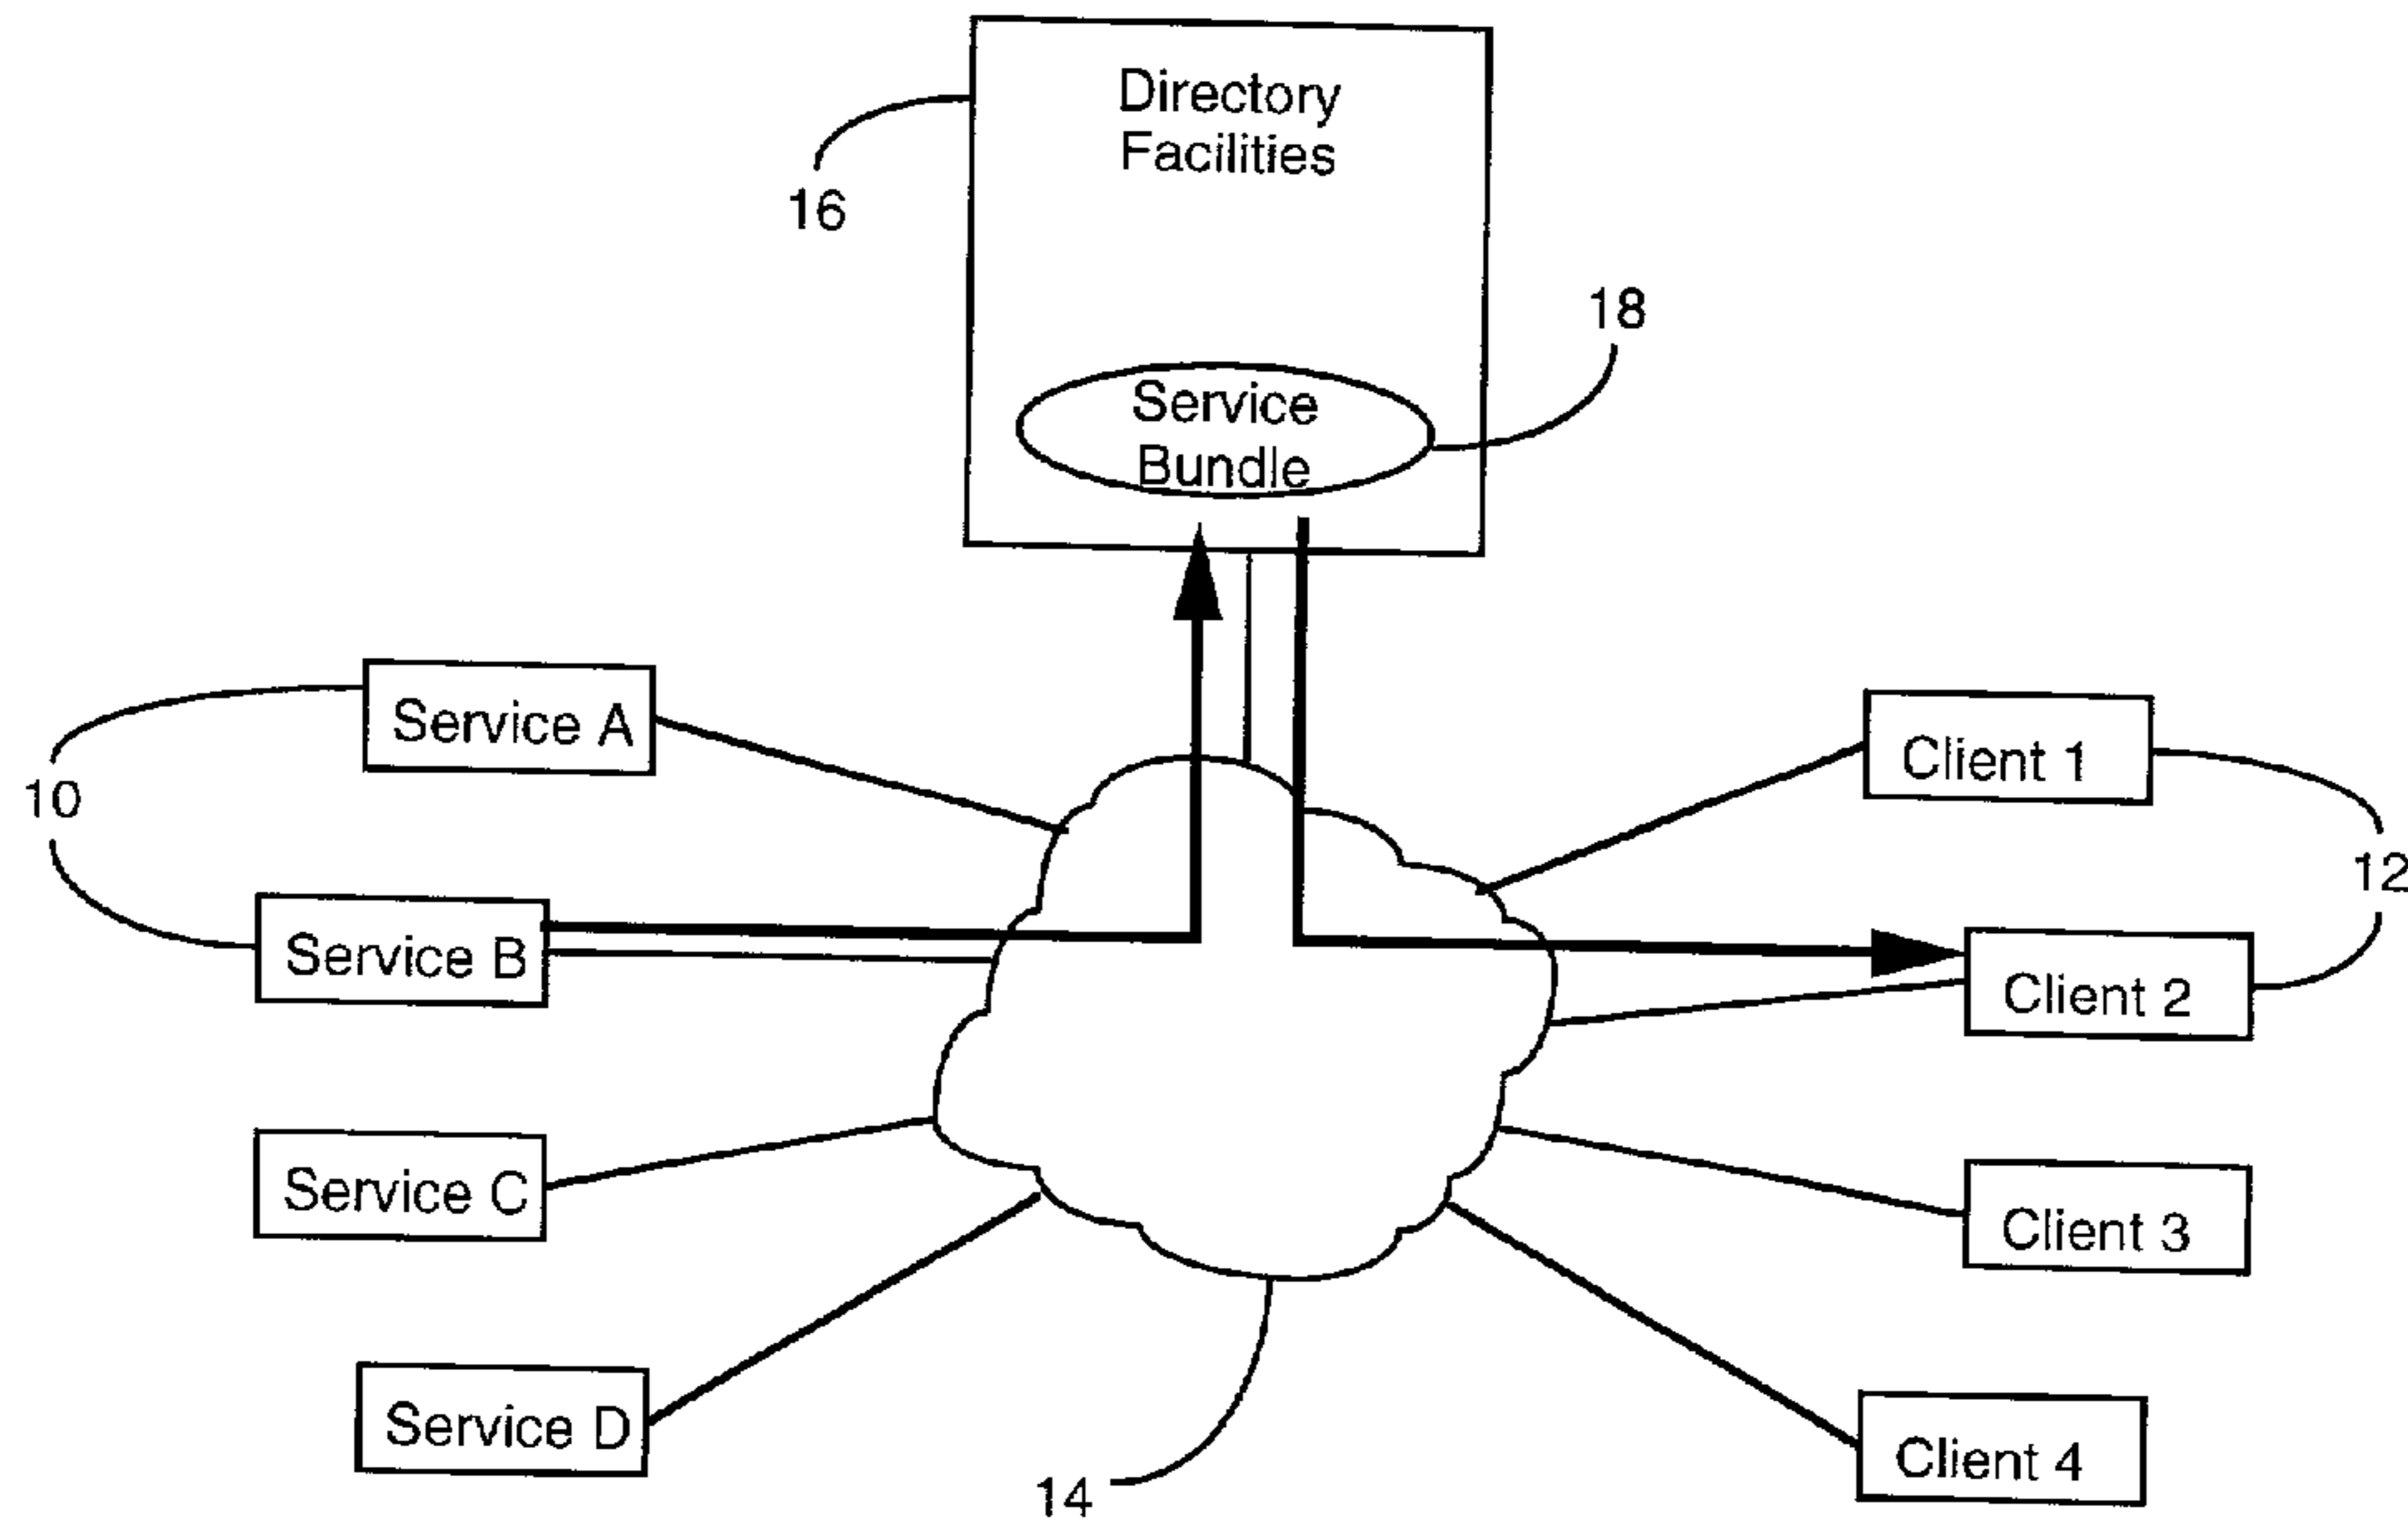 Directory
Facilities
16
18
Service
Bundle
Service A
Client 1
10
12
Service B
Client 2
Service C
Client 3
Service D
Client 4
14